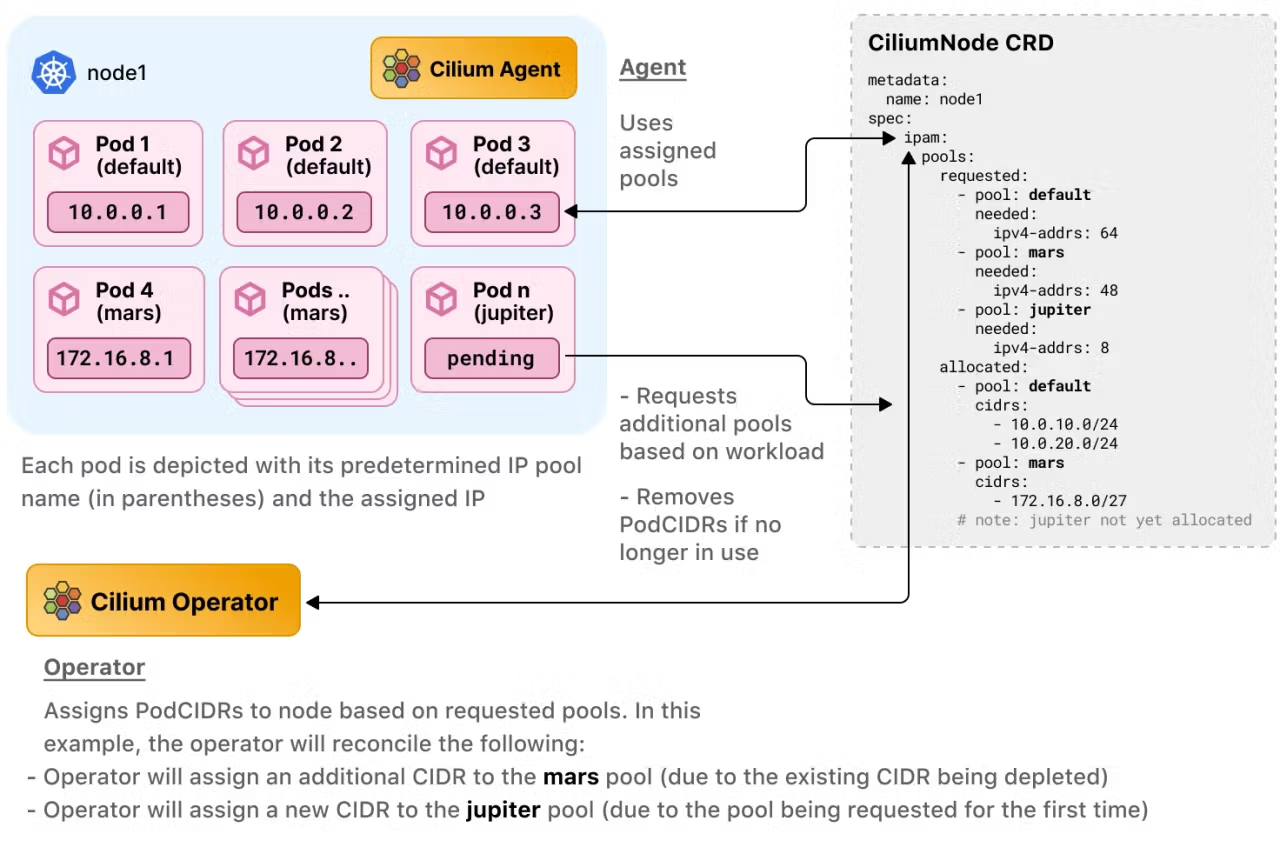 node1
Cilium Agent
Pod 1
(default)
10.0.0.1
Pod 2
(default)
10.0.0.2
Pod 3
(default)
10.0.0.3
Pod 4
(mars)
172.16.8.1
Pods ..
(mars)
172.16.8..
Pod n
(jupiter)
pending
Each pod is depicted with its predetermined IP pool
name (in parentheses) and the assigned IP
Agent
Uses
assigned
pools
- Requests
additional pools
based on workload
- Removes
PodCIDRs if no
longer in use
CiliumNode CRD
metadata:
name: node1
spec:
ipam:
pools:
requested:
- pool: default
needed:
ipv4-addrs: 64
- pool: mars
needed:
ipv4-addrs: 48
- pool: jupiter
needed:
ipv4-addrs: 8
allocated:
- pool: default
cidrs:
- 10.0.10.0/24
- 10.0.20.0/24
- pool: mars
cidrs:
- 172.16.8.0/27
# note: jupiter not yet allocated
Cilium Operator
Operator
Assigns PodCIDRs to node based on requested pools. In this
example, the operator will reconcile the following:
- Operator will assign an additional CIDR to the mars pool (due to the existing CIDR being depleted)
- Operator will assign a new CIDR to the jupiter pool (due to the pool being requested for the first time)